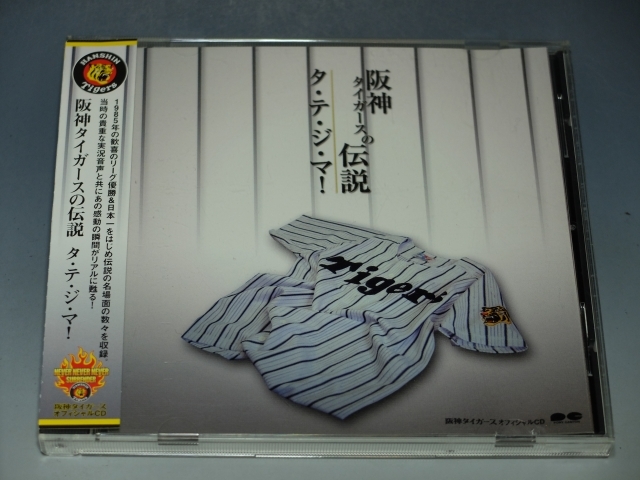 HANSHIN
Tigers
阪神タイガースの伝説 タ・テ・ジ・マ!
1985年の歓喜のリーグ優勝&日本一をはじめ伝説の名場面の数々を収録。
当時の貴重な実況音声と共にあの感動の瞬間がリアルに甦る!
NEVER NEVER NEVER
SURRENDER
阪神タイガース
オフィシャルCD
阪神
タイガースの
伝説
タ・テ・ジ・マ!
Tigers
阪神タイガースオフィシャルCD